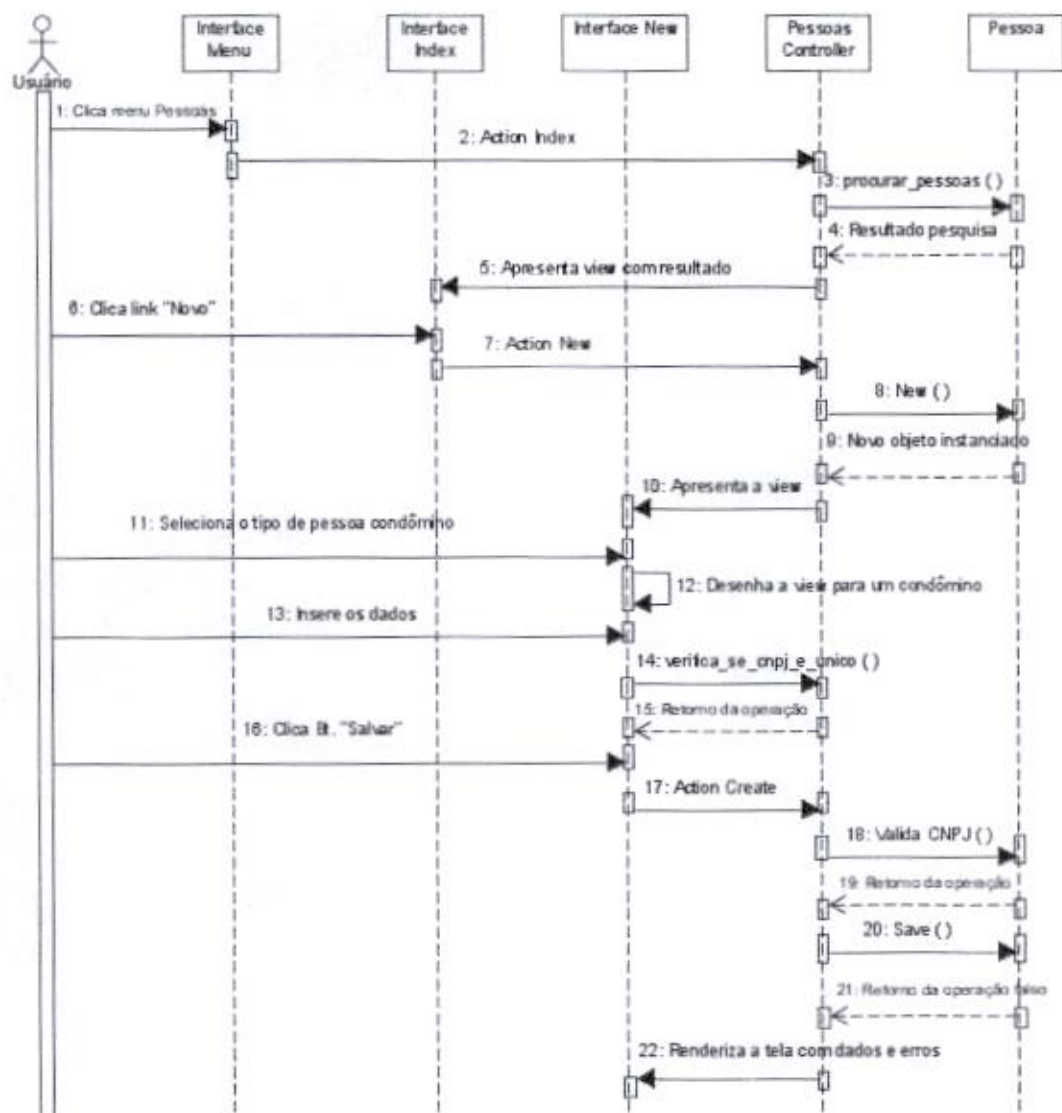 Interface
Menu
Interface
Index
Interface New
Pessoas
Controller
Pessoa
Usuário
1: Clica menu Pessoas
2: Action Index
3: procurar_pessoas ( )
4: Resultado pesquisa
5: Apresenta view com resultado
6: Clica link "Novo"
7: Action New
8: New ( )
9: Novo objeto instanciado
10: Apresenta a view
11: Seleciona o tipo de pessoa condômino
12: Desenha a view para um condômino
13: Insere os dados
14: verifica_se_cnpj_e_unico ( )
15: Retorno da operação
16: Clica Bt. "Salvar"
17: Action Create
18: Valida CNPJ ( )
19: Retorno da operação
20: Save ( )
21: Retorno da operação falso
22: Renderiza a tela com dados e erros